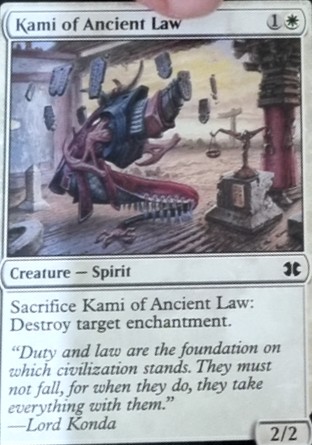 Kami of Ancient Law 1
Creature — Spirit
Sacrifice Kami of Ancient Law:
Destroy target enchantment.
“Duty and law are the foundation on
which civilization stands. They must
not fall, for when they do, they take
everything with them.”
—Lord Konda
2/2